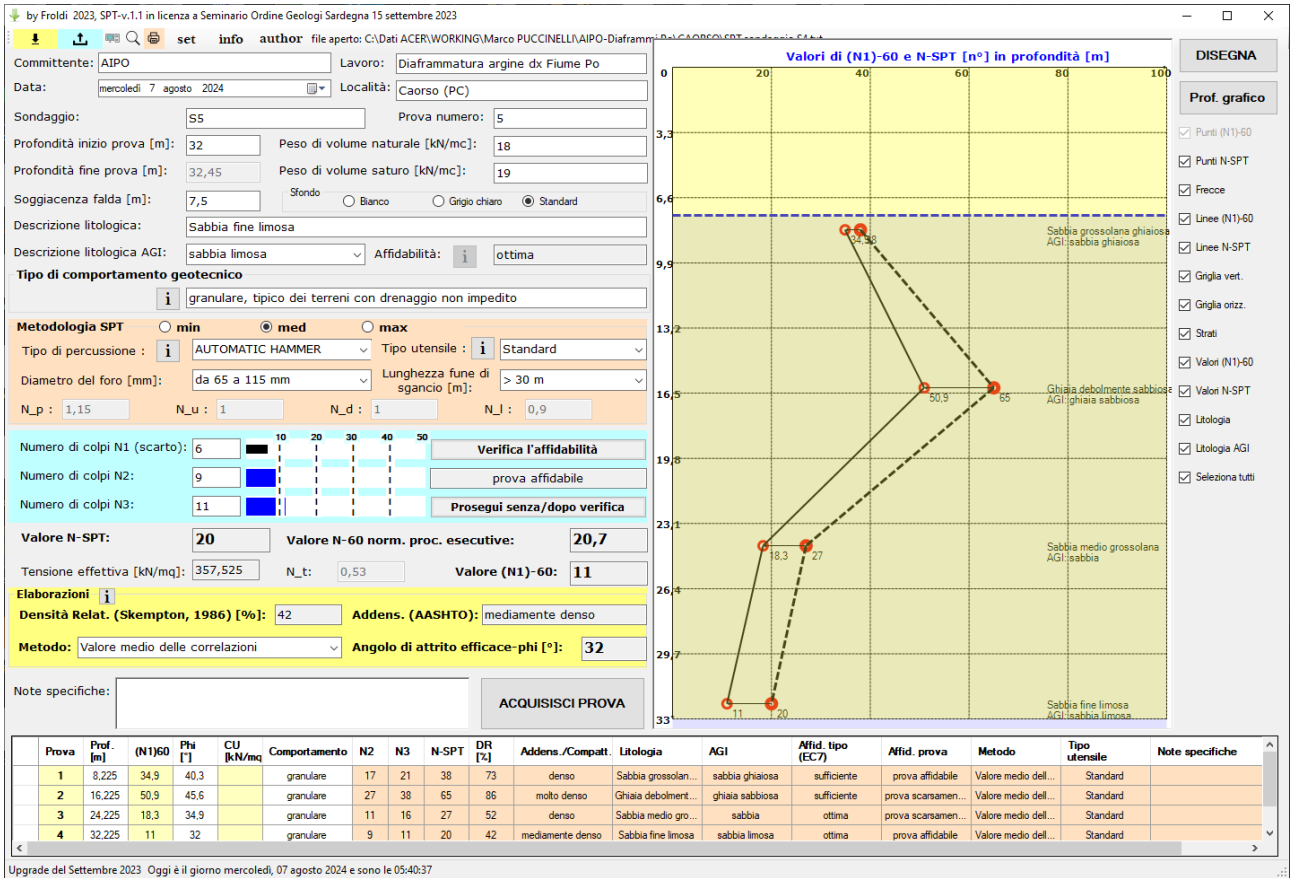 by Froldi 2023, SPT-v.1.1 in licenza a Seminario Ordine Geologi Sardegna 15 settembre 2023
set info author file aperto: C:\Dati ACER\WORKING\Marco PUCCINELLI\AIPO-Diaframmi
Committente: AIPO Lavoro: Diaframmatura argine dx Fiume Po
Data: mercoledì 7 agosto 2024 Località: Caorso (PC)
Sondaggio: S5 Prova numero: 5
Profondità inizio prova [m]: 32 Peso di volume naturale [kN/mc]: 18
Profondità fine prova [m]: 32,45 Peso di volume saturo [kN/mc]: 19
Soggiacenza falda [m]: 7,5 Sfondo Bianco Grigio chiaro Standard
Descrizione litologica: Sabbia fine limosa
Descrizione litologica AGI: sabbia limosa Affidabilità: i ottima
Tipo di comportamento geotecnico
i granulare, tipico dei terreni con drenaggio non impedito
Metodologia SPT min med max
Tipo di percussione : i AUTOMATIC HAMMER Tipo utensile : i Standard
Diametro del foro [mm]: da 65 a 115 mm Lunghezza fune di sgancio [m]: > 30 m
N_p : 1,15 N_u : 1 N_d : 1 N_l : 0,9
10 20 30 40 50
Numero di colpi N1 (scarto): 6 Verifica l'affidabilità
Numero di colpi N2: 9 prova affidabile
Numero di colpi N3: 11 Prosegui senza/dopo verifica
Valore N-SPT: 20 Valore N-60 norm. proc. esecutive: 20,7
Tensione effettiva [kN/mq]: 357,525 N_t: 0,53 Valore (N1)-60: 11
Elaborazioni i
Densità Relat. (Skempton, 1986) [%]: 42 Addens. (AASHTO): mediamente denso
Metodo: Valore medio delle correlazioni Angolo di attrito efficace-phi [°]: 32
Note specifiche: ACQUISISCI PROVA
Valori di (N1)-60 e N-SPT [n°] in profondità [m]
0 20 40 60 80 100
3,3
6,6
Sabbia grossolana ghiaiosa
AGI: sabbia ghiaiosa
34,9
38
9,9
13,2
Ghiaia debolmente sabbiosa
AGI: ghiaia sabbiosa
16,5 50,9 65
19,8
23,1
Sabbia medio grossolana
AGI: sabbia
18,3 27
26,4
29,7
Sabbia fine limosa
AGI: sabbia limosa
11 20
33
DISEGNA
Prof. grafico
Punti (N1)-60
Punti N-SPT
Frecce
Linee (N1)-60
Linee N-SPT
Griglia vert.
Griglia orizz.
Strati
Valori (N1)-60
Valori N-SPT
Litologia
Litologia AGI
Seleziona tutti
Prova Prof. [m] (N1)60 Phi [°] CU [kN/mq Comportamento N2 N3 N-SPT DR [%] Addens./Compatt. Litologia AGI Affid. tipo (EC7) Affid. prova Metodo Tipo utensile Note specifiche
1 8,225 34,9 40,3 granulare 17 21 38 73 denso Sabbia grossolan... sabbia ghiaiosa sufficiente prova affidabile Valore medio dell... Standard
2 16,225 50,9 45,6 granulare 27 38 65 86 molto denso Ghiaia debolment... ghiaia sabbiosa sufficiente prova scarsamen... Valore medio dell... Standard
3 24,225 18,3 34,9 granulare 11 16 27 52 denso Sabbia medio gro... sabbia ottima prova scarsamen... Valore medio dell... Standard
4 32,225 11 32 granulare 9 11 20 42 mediamente denso Sabbia fine limosa sabbia limosa ottima prova affidabile Valore medio dell... Standard
Upgrade del Settembre 2023 Oggi è il giorno mercoledì, 07 agosto 2024 e sono le 05:40:37